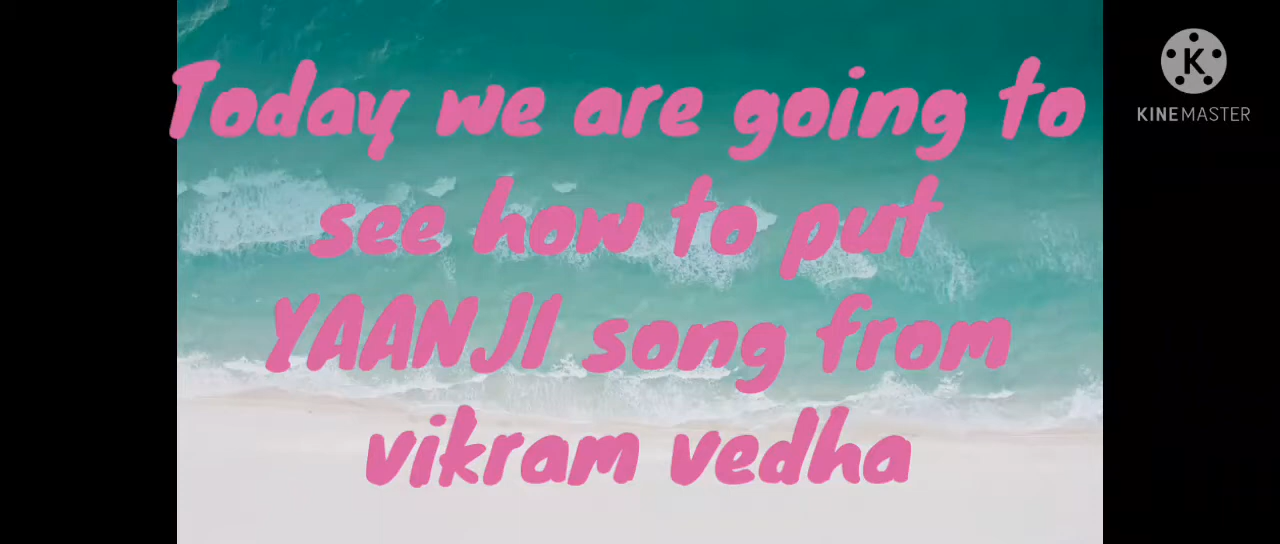 Today we are going to
see how to put
YAANJI song from
vikram vedha
K
KINEMASTER